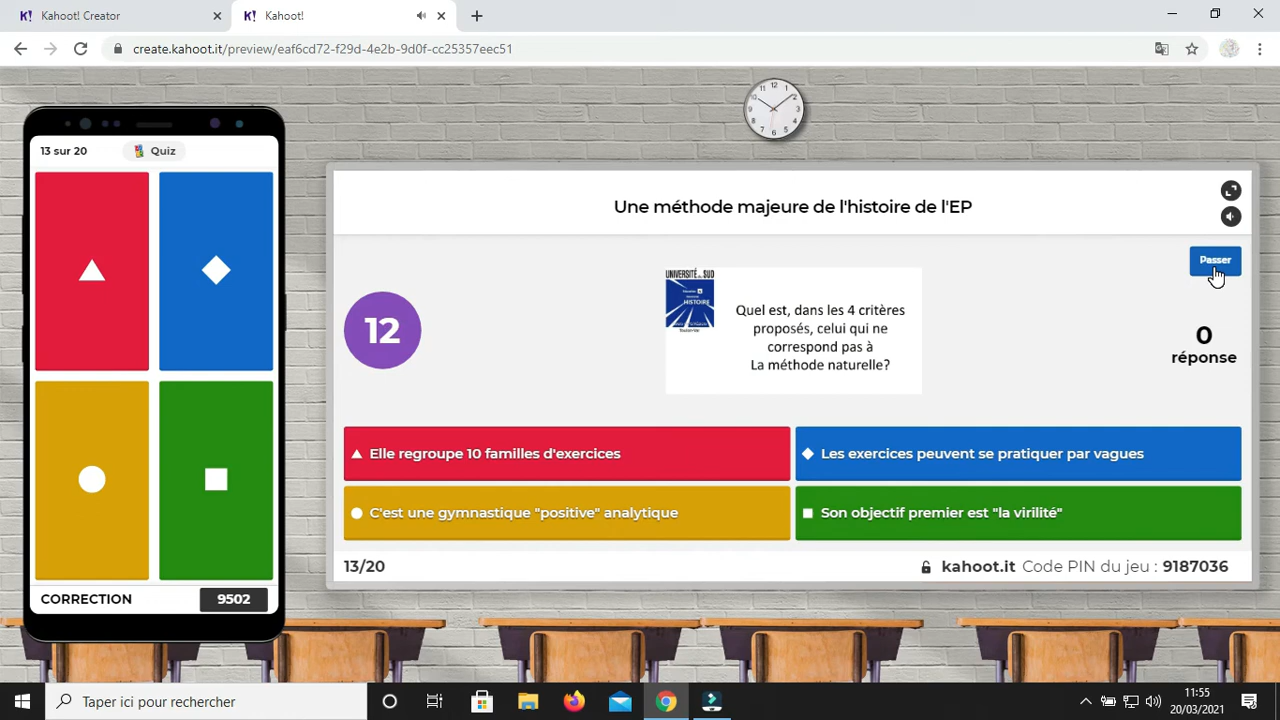 Kahoot! Creator
Kahoot!
create.kahoot.it/preview/eaf6cd72-f29d-4e2b-9d0f-cc25357eec51
13 sur 20
Quiz
CORRECTION
9502
Une méthode majeure de l'histoire de l'EP
Passer
12
UNIVERSITÉ DU SUD
HISTOIRE
Quel est, dans les 4 critères
proposés, celui qui ne
correspond pas à
La méthode naturelle?
0
réponse
Elle regroupe 10 familles d'exercices
Les exercices peuvent se pratiquer par vagues
C'est une gymnastique "positive" analytique
Son objectif premier est "la virilité"
13/20
kahoot.it Code PIN du jeu : 9187036
Taper ici pour rechercher
11:55
20/03/2021